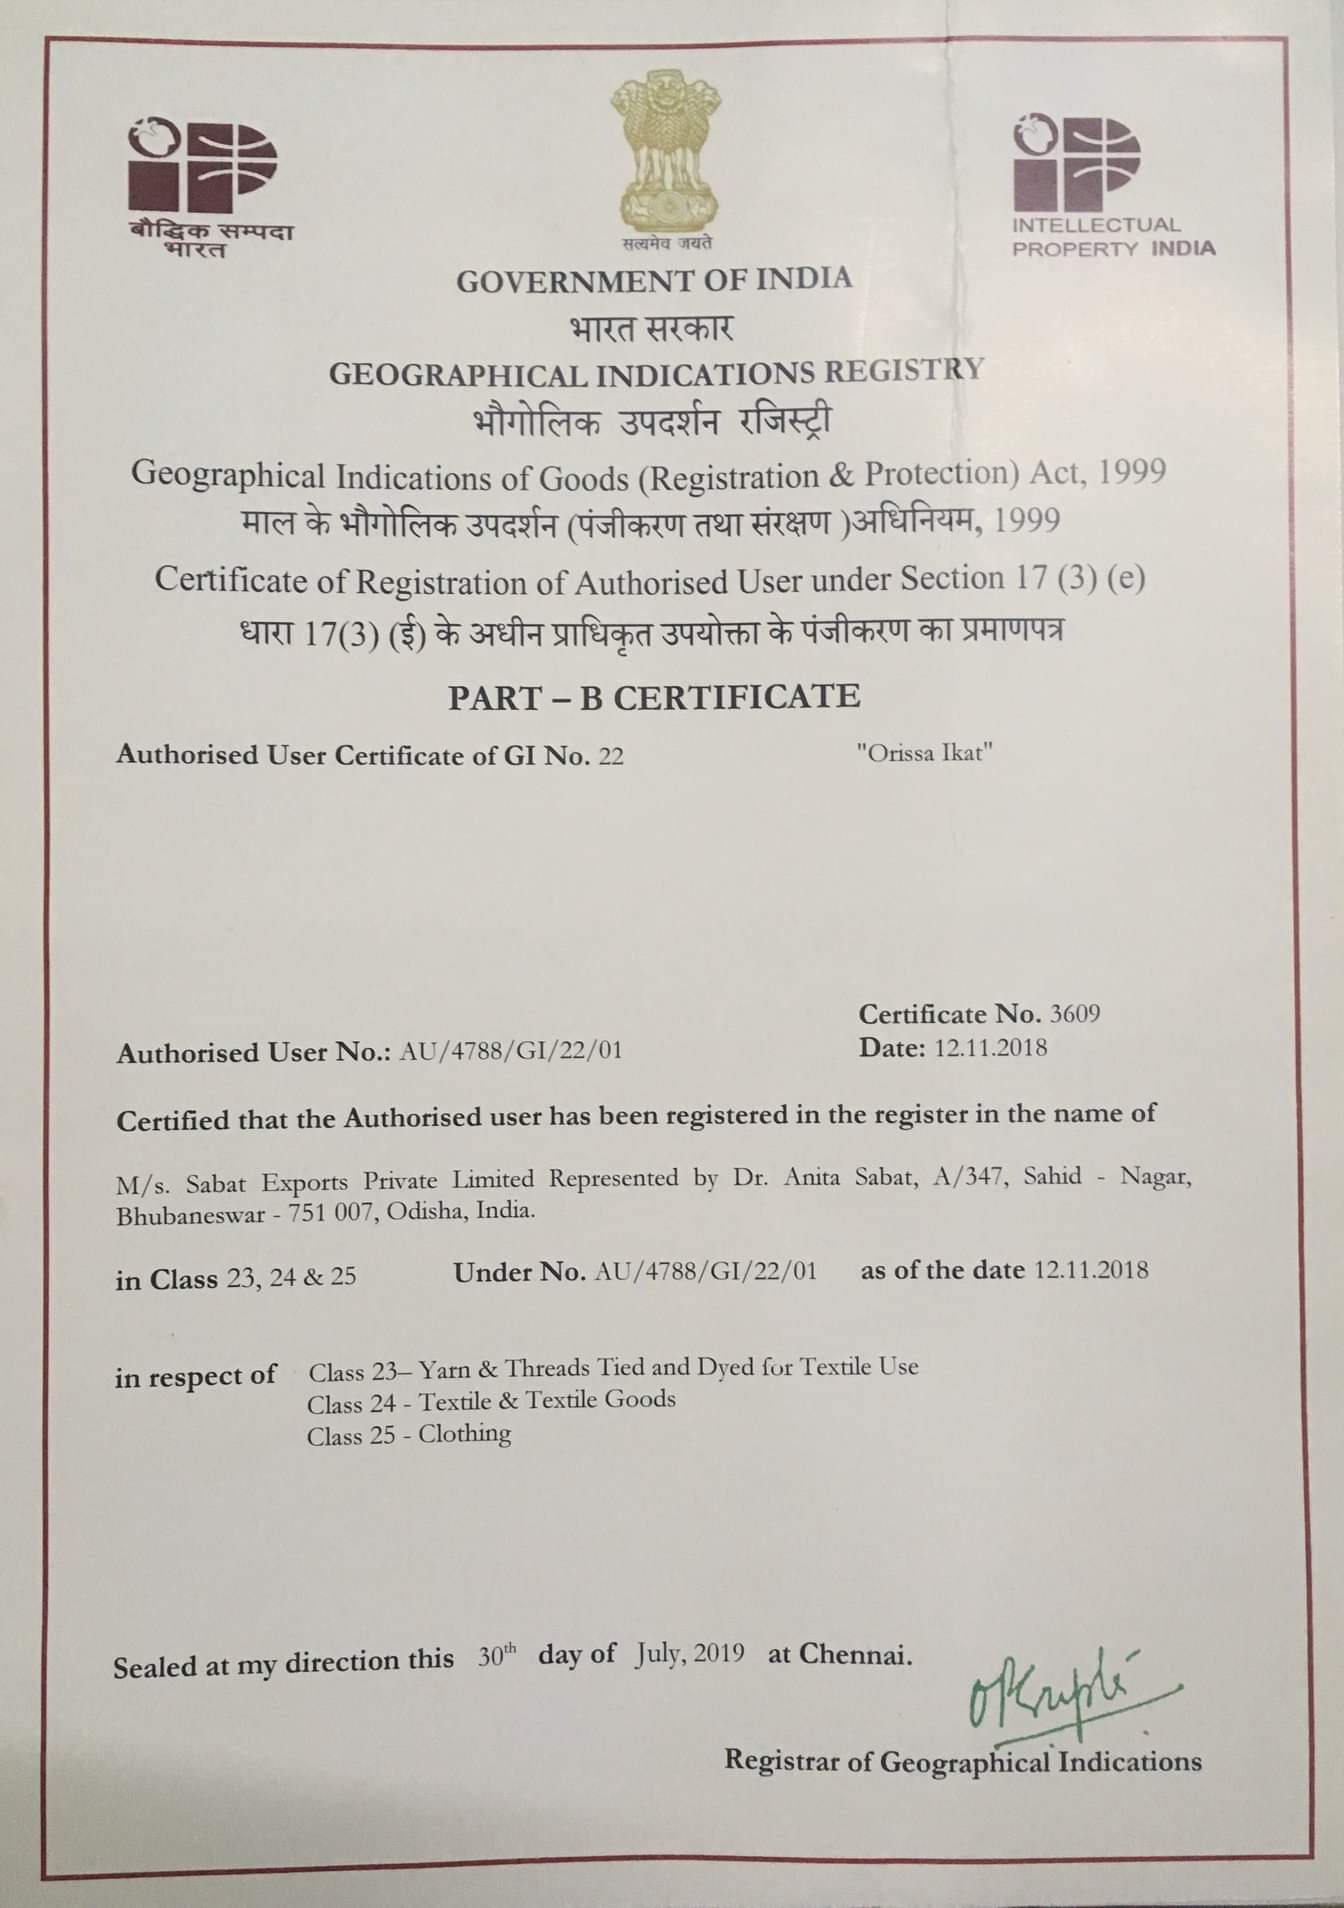 बौद्धिक सम्पदा
भारत
सत्यमेव जयते
INTELLECTUAL
PROPERTY INDIA
GOVERNMENT OF INDIA
भारत सरकार
GEOGRAPHICAL INDICATIONS REGISTRY
भौगोलिक उपदर्शन रजिस्ट्री
Geographical Indications of Goods (Registration & Protection) Act, 1999
माल के भौगोलिक उपदर्शन (पंजीकरण तथा संरक्षण )अधिनियम, 1999
Certificate of Registration of Authorised User under Section 17 (3) (e)
धारा 17(3) (ई) के अधीन प्राधिकृत उपयोक्ता के पंजीकरण का प्रमाणपत्र
PART – B CERTIFICATE
Authorised User Certificate of GI No. 22 "Orissa Ikat"
Certificate No. 3609
Authorised User No.: AU/4788/GI/22/01 Date: 12.11.2018
Certified that the Authorised user has been registered in the register in the name of
M/s. Sabat Exports Private Limited Represented by Dr. Anita Sabat, A/347, Sahid - Nagar,
Bhubaneswar - 751 007, Odisha, India.
in Class 23, 24 & 25 Under No. AU/4788/GI/22/01 as of the date 12.11.2018
in respect of Class 23– Yarn & Threads Tied and Dyed for Textile Use
Class 24 - Textile & Textile Goods
Class 25 - Clothing
Sealed at my direction this 30th day of July, 2019 at Chennai.
Registrar of Geographical Indications